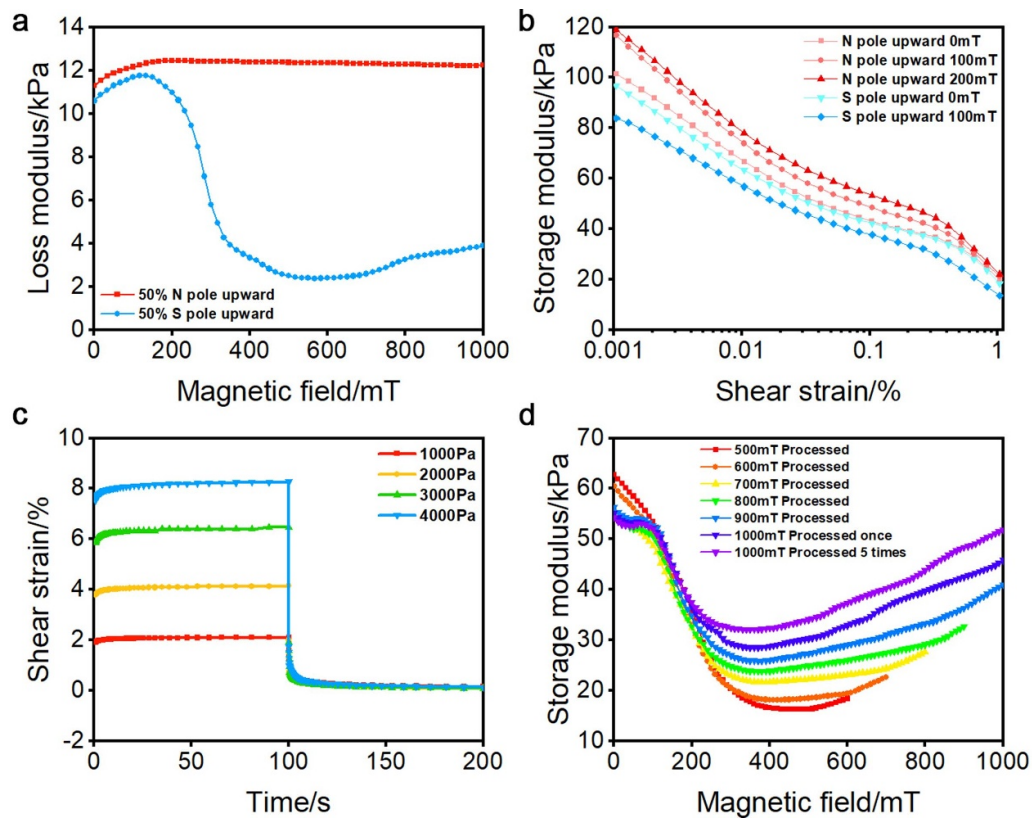 a
14
12
10
8
6
4
2
0
Loss modulus/kPa
50% N pole upward
50% S pole upward
0 200 400 600 800 1000
Magnetic field/mT
b
120
100
80
60
40
20
0
Storage modulus/kPa
N pole upward 0mT
N pole upward 100mT
N pole upward 200mT
S pole upward 0mT
S pole upward 100mT
0.001 0.01 0.1 1
Shear strain/%
c
10
8
6
4
2
0
-2
Shear strain/%
1000Pa
2000Pa
3000Pa
4000Pa
0 50 100 150 200
Time/s
d
70
60
50
40
30
20
10
Storage modulus/kPa
500mT Processed
600mT Processed
700mT Processed
800mT Processed
900mT Processed
1000mT Processed once
1000mT Processed 5 times
0 200 400 600 800 1000
Magnetic field/mT